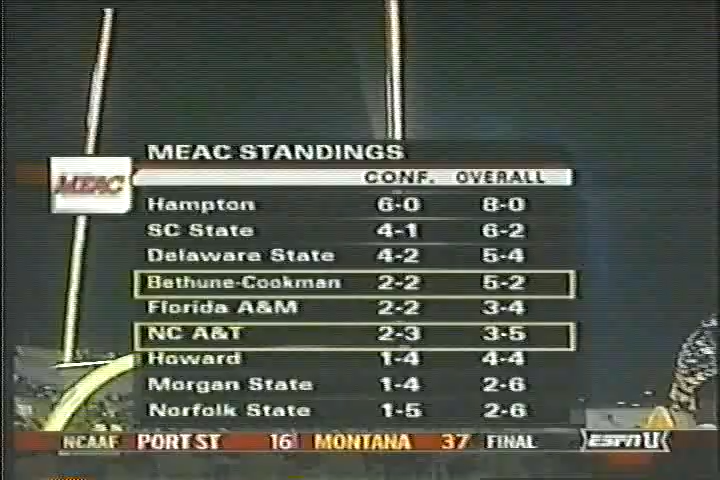 MEAC STANDINGS
MEAC
CONF. OVERALL
Hampton 6-0 8-0
SC State 4-1 6-2
Delaware State 4-2 5-4
Bethune-Cookman 2-2 5-2
Florida A&M 2-2 3-4
NC A&T 2-3 3-5
Howard 1-4 4-4
Morgan State 1-4 2-6
Norfolk State 1-5 2-6
NCAAF PORT ST 16 MONTANA 37 FINAL ESPNU